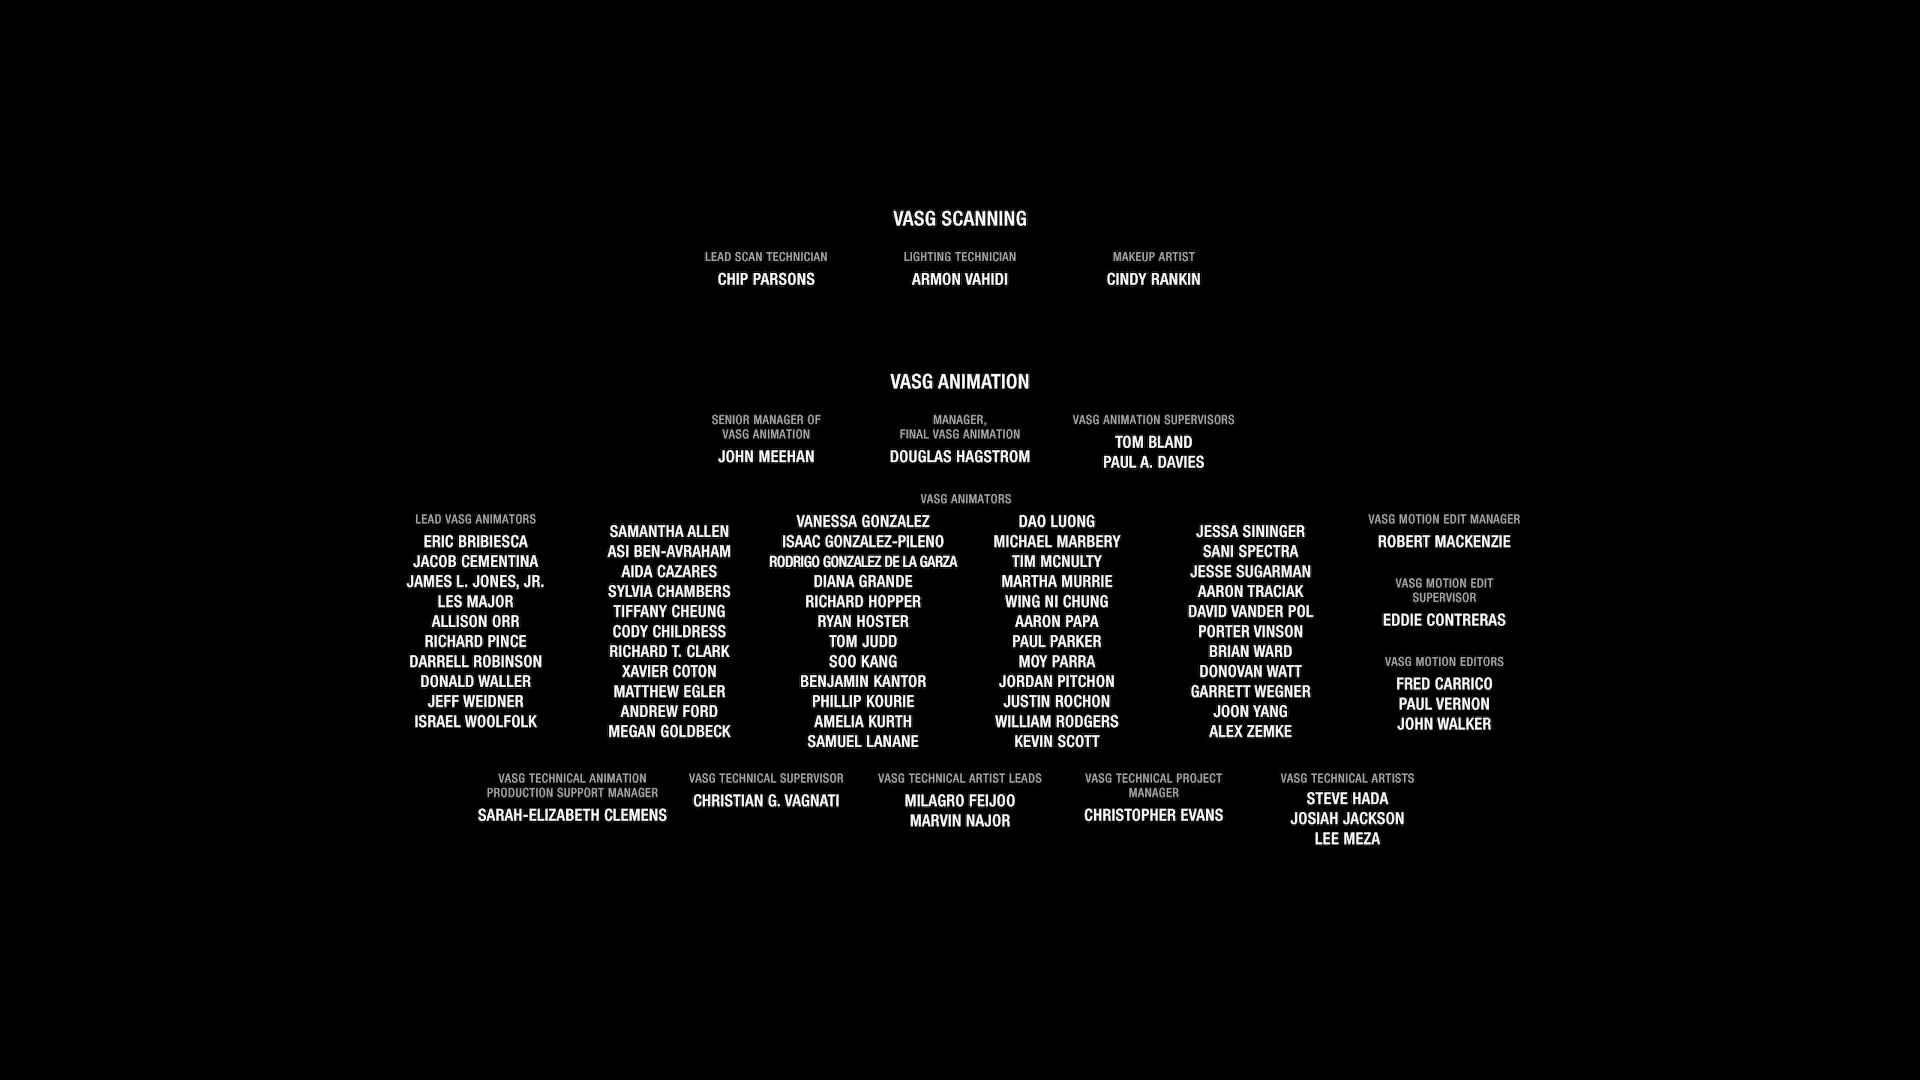 VASG SCANNING
LEAD SCAN TECHNICIAN
CHIP PARSONS
LIGHTING TECHNICIAN
ARMON VAHIDI
MAKEUP ARTIST
CINDY RANKIN
VASG ANIMATION
SENIOR MANAGER OF
VASG ANIMATION
JOHN MEEHAN
MANAGER,
FINAL VASG ANIMATION
DOUGLAS HAGSTROM
VASG ANIMATION SUPERVISORS
TOM BLAND
PAUL A. DAVIES
LEAD VASG ANIMATORS
ERIC BRIBIESCA
JACOB CEMENTINA
JAMES L. JONES, JR.
LES MAJOR
ALLISON ORR
RICHARD PINCE
DARRELL ROBINSON
DONALD WALLER
JEFF WEIDNER
ISRAEL WOOLFOLK
VASG ANIMATORS
SAMANTHA ALLEN
ASI BEN-AVRAHAM
AIDA CAZARES
SYLVIA CHAMBERS
TIFFANY CHEUNG
CODY CHILDRESS
RICHARD T. CLARK
XAVIER COTON
MATTHEW EGLER
ANDREW FORD
MEGAN GOLDBECK
VANESSA GONZALEZ
ISAAC GONZALEZ-PILENO
RODRIGO GONZALEZ DE LA GARZA
DIANA GRANDE
RICHARD HOPPER
RYAN HOSTER
TOM JUDD
SOO KANG
BENJAMIN KANTOR
PHILLIP KOURIE
AMELIA KURTH
SAMUEL LANANE
DAO LUONG
MICHAEL MARBERY
TIM MCNULTY
MARTHA MURRIE
WING NI CHUNG
AARON PAPA
PAUL PARKER
MOY PARRA
JORDAN PITCHON
JUSTIN ROCHON
WILLIAM RODGERS
KEVIN SCOTT
JESSA SININGER
SANI SPECTRA
JESSE SUGARMAN
AARON TRACIAK
DAVID VANDER POL
PORTER VINSON
BRIAN WARD
DONOVAN WATT
GARRETT WEGNER
JOON YANG
ALEX ZEMKE
VASG MOTION EDIT MANAGER
ROBERT MACKENZIE
VASG MOTION EDIT
SUPERVISOR
EDDIE CONTRERAS
VASG MOTION EDITORS
FRED CARRICO
PAUL VERNON
JOHN WALKER
VASG TECHNICAL ANIMATION
PRODUCTION SUPPORT MANAGER
SARAH-ELIZABETH CLEMENS
VASG TECHNICAL SUPERVISOR
CHRISTIAN G. VAGNATI
VASG TECHNICAL ARTIST LEADS
MILAGRO FEIJOO
MARVIN NAJOR
VASG TECHNICAL PROJECT
MANAGER
CHRISTOPHER EVANS
VASG TECHNICAL ARTISTS
STEVE HADA
JOSIAH JACKSON
LEE MEZA